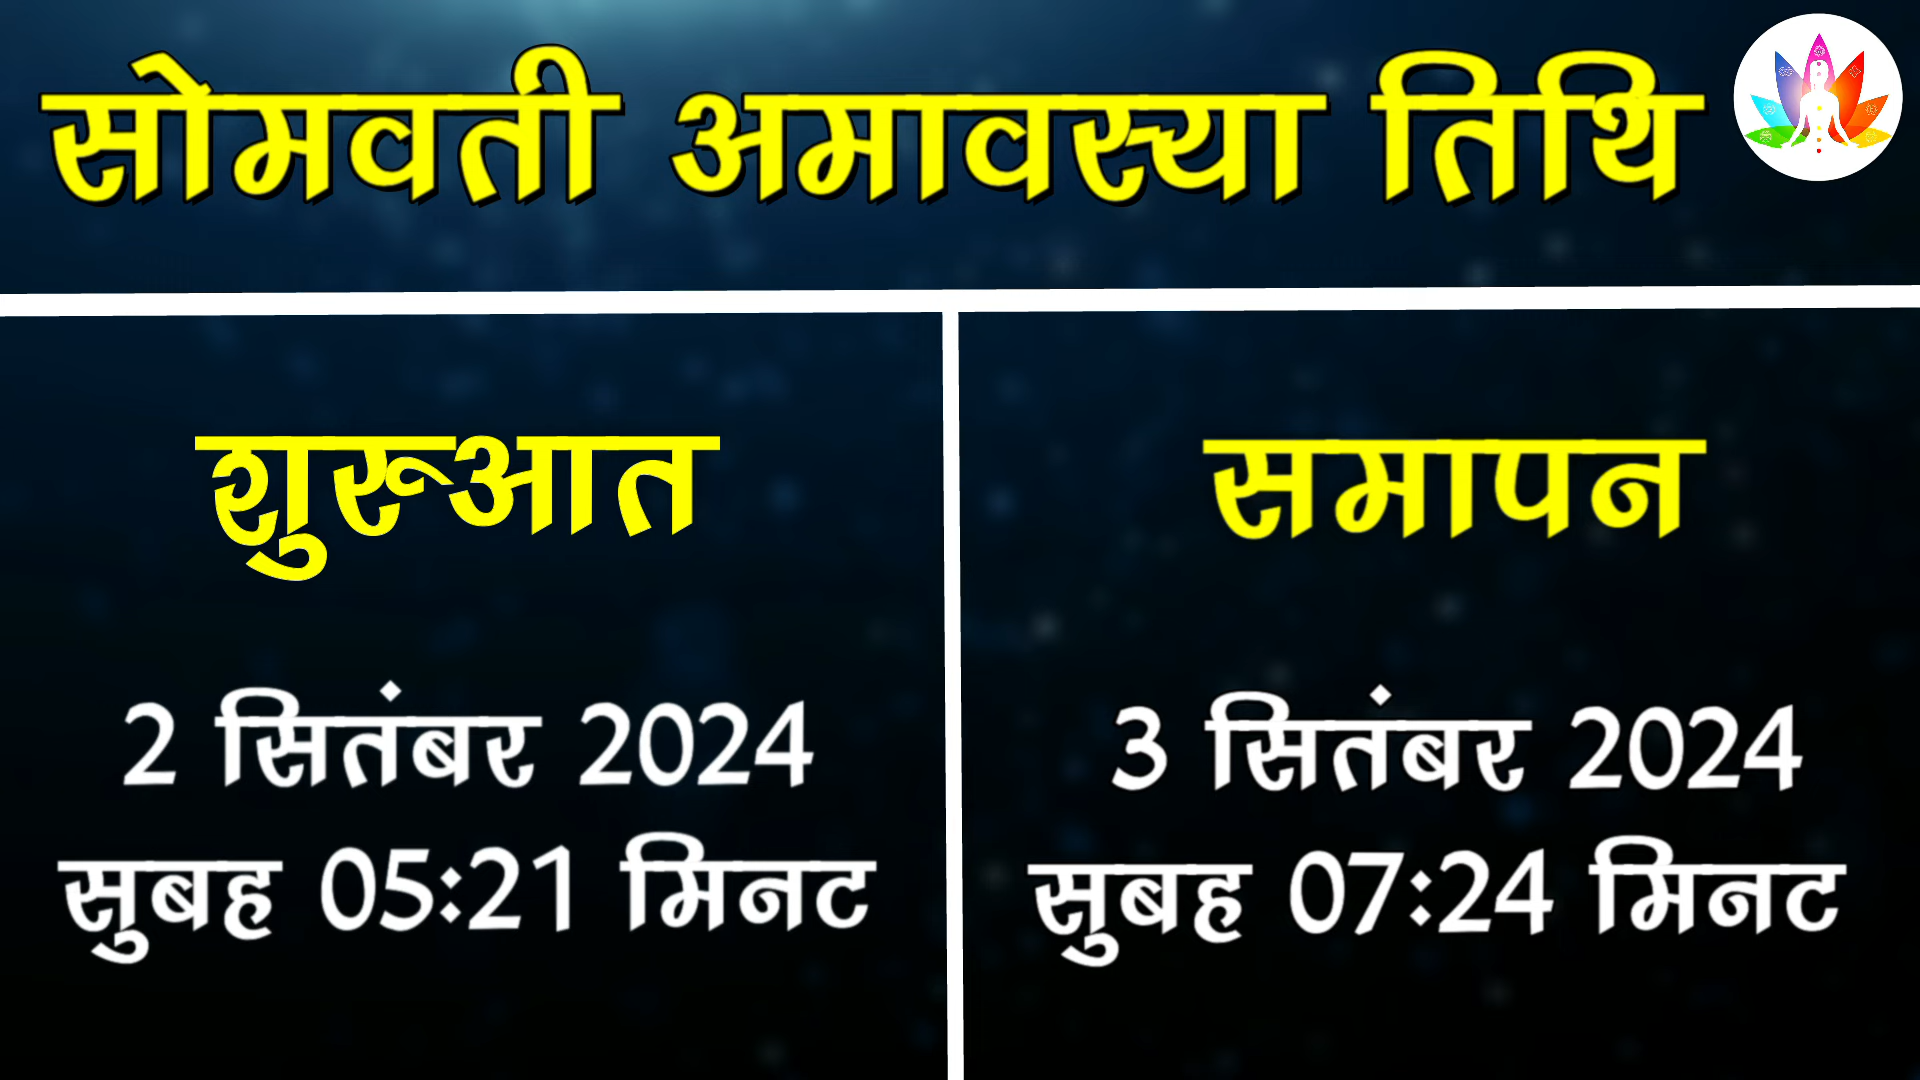 सोमवती अमावस्या तिथि
शुरूआत
2 सितंबर 2024
सुबह 05:21 मिनट
समापन
3 सितंबर 2024
सुबह 07:24 मिनट